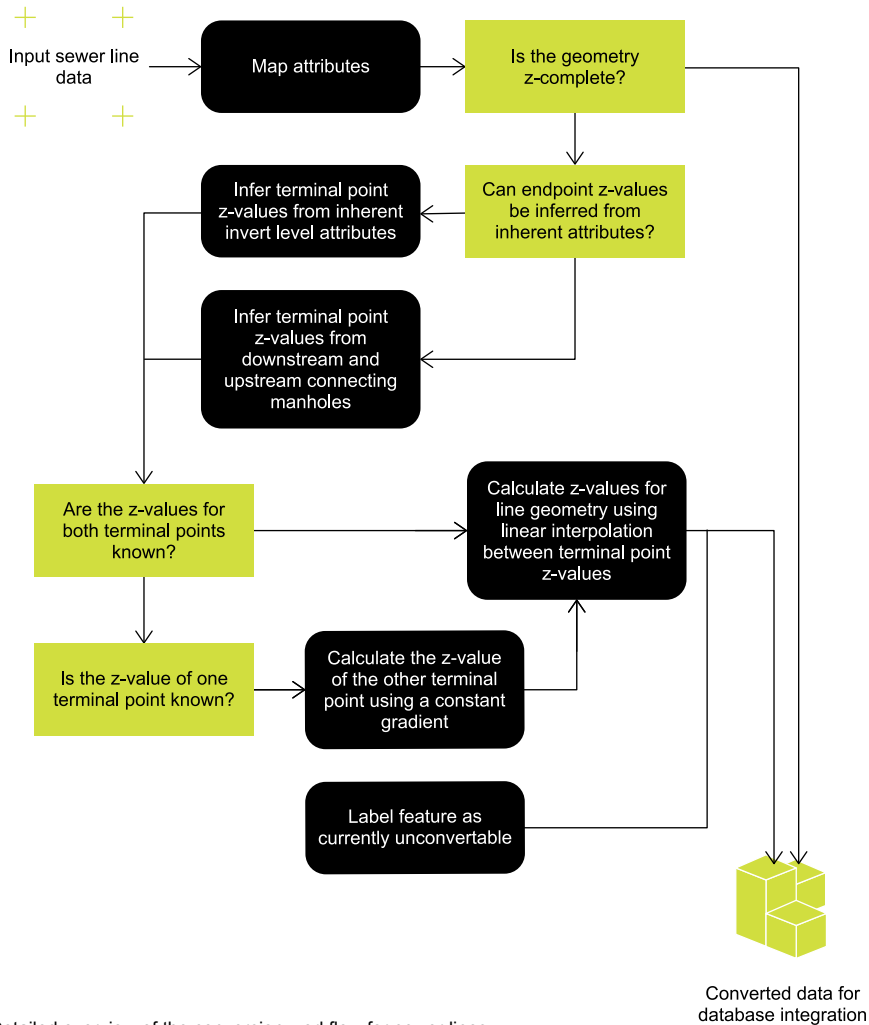 Input sewer line
data
Map attributes
Is the geometry
z-complete?
Infer terminal point
z-values from inherent
invert level attributes
Can endpoint z-values
be inferred from
inherent attributes?
Infer terminal point
z-values from
downstream and
upstream connecting
manholes
Are the z-values for
both terminal points
known?
Calculate z-values for
line geometry using
linear interpolation
between terminal point
z-values
Is the z-value of one
terminal point known?
Calculate the z-value
of the other terminal
point using a constant
gradient
Label feature as
currently unconvertable
Converted data for
database integration